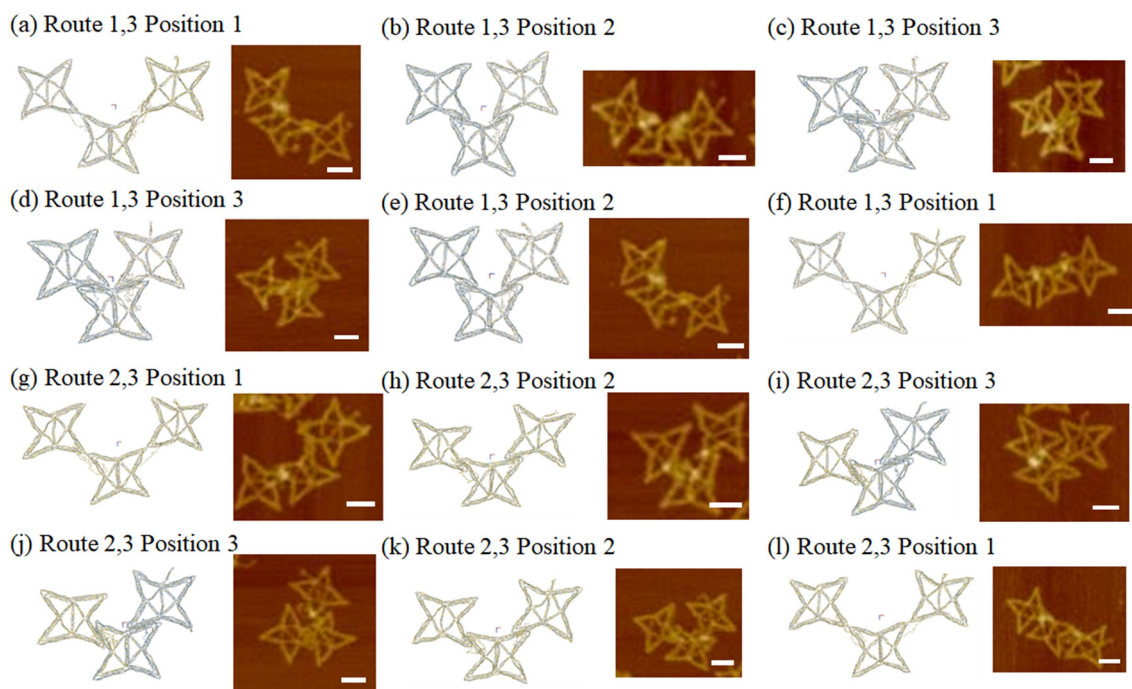 (a) Route 1,3 Position 1
(b) Route 1,3 Position 2
(c) Route 1,3 Position 3
(d) Route 1,3 Position 3
(e) Route 1,3 Position 2
(f) Route 1,3 Position 1
(g) Route 2,3 Position 1
(h) Route 2,3 Position 2
(i) Route 2,3 Position 3
(j) Route 2,3 Position 3
(k) Route 2,3 Position 2
(l) Route 2,3 Position 1